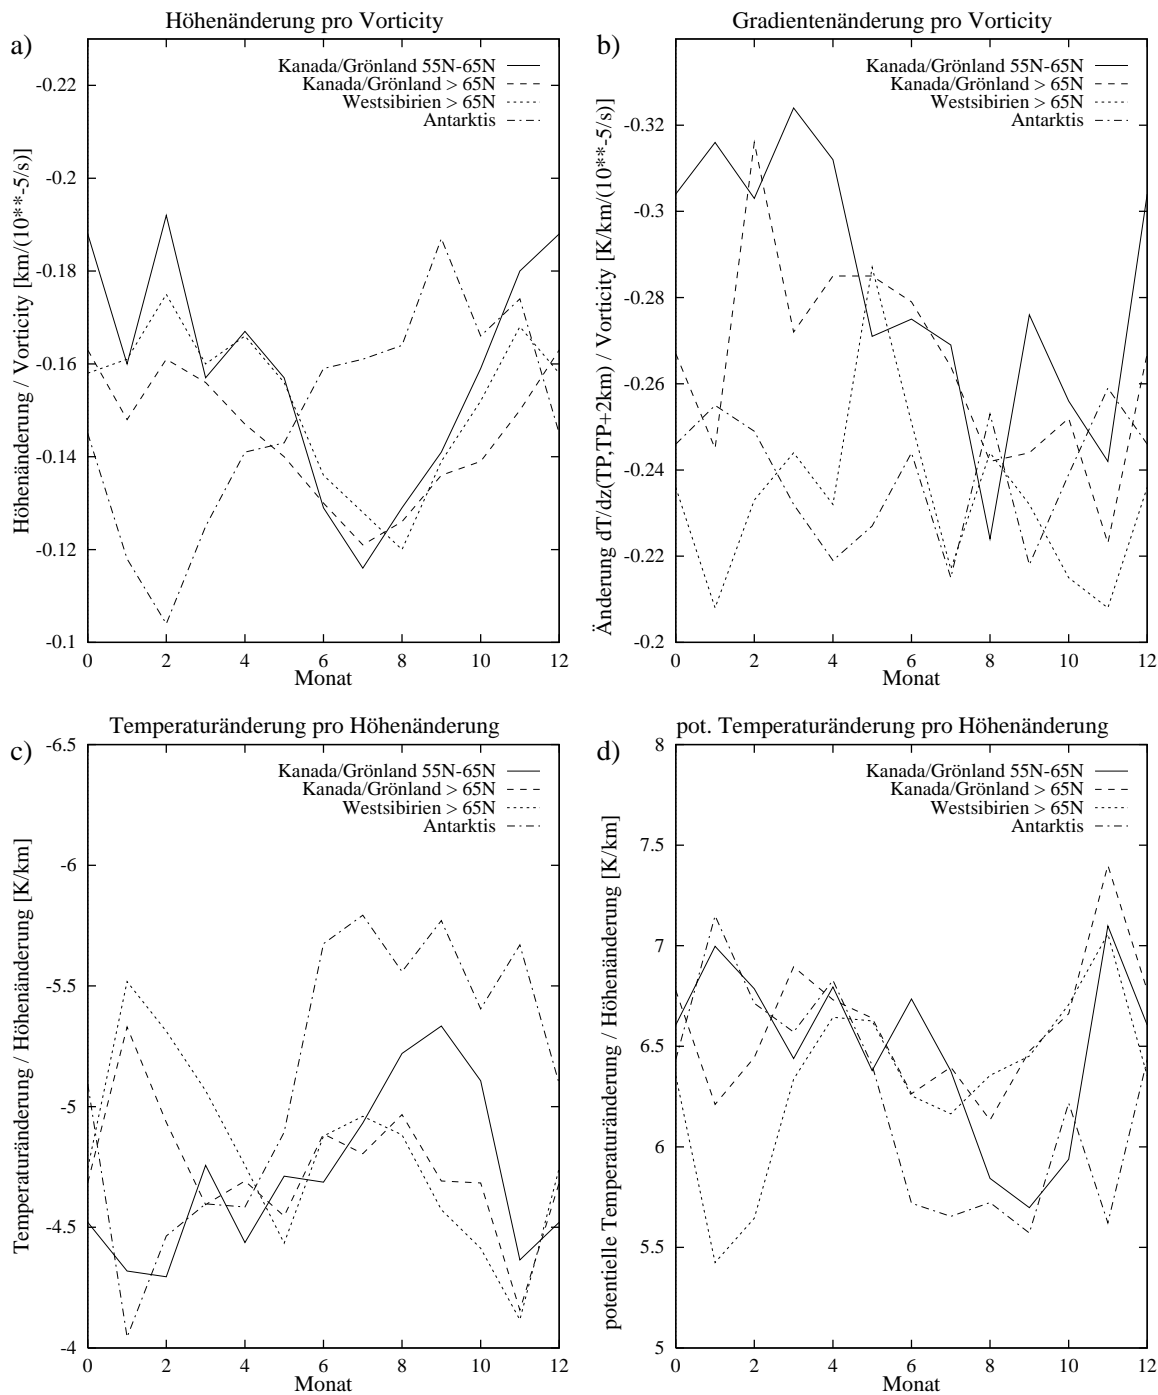 Höhenänderung pro Vorticity
a)
Kanada/Grönland 55N-65N
Kanada/Grönland > 65N
Westsibirien > 65N
Antarktis
Höhenänderung / Vorticity [km/(10**-5/s)]
-0.22
-0.2
-0.18
-0.16
-0.14
-0.12
-0.1
0 2 4 6 8 10 12
Monat
Gradientenänderung pro Vorticity
b)
Kanada/Grönland 55N-65N
Kanada/Grönland > 65N
Westsibirien > 65N
Antarktis
Änderung dT/dz(TP,TP+2km) / Vorticity [K/km/(10**-5/s)]
-0.32
-0.3
-0.28
-0.26
-0.24
-0.22
-0.2
0 2 4 6 8 10 12
Monat
Temperaturänderung pro Höhenänderung
c)
Kanada/Grönland 55N-65N
Kanada/Grönland > 65N
Westsibirien > 65N
Antarktis
Temperaturänderung / Höhenänderung [K/km]
-6.5
-6
-5.5
-5
-4.5
-4
0 2 4 6 8 10 12
Monat
pot. Temperaturänderung pro Höhenänderung
d)
Kanada/Grönland 55N-65N
Kanada/Grönland > 65N
Westsibirien > 65N
Antarktis
potentielle Temperaturänderung / Höhenänderung [K/km]
8
7.5
7
6.5
6
5.5
5
0 2 4 6 8 10 12
Monat